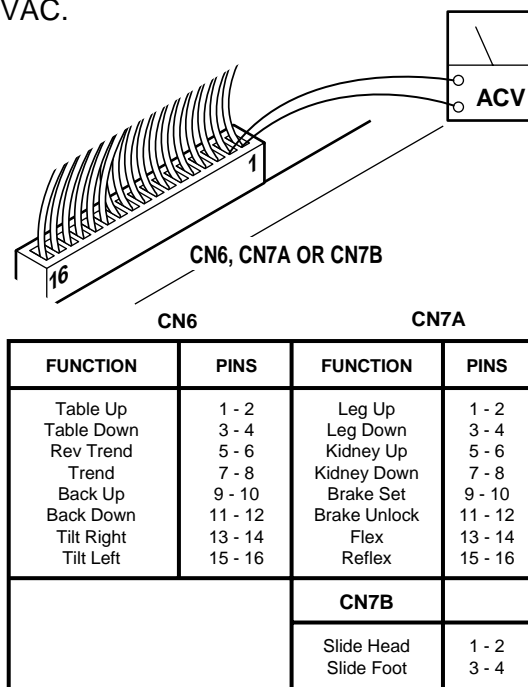 VAC.
ACV
1
16
CN6, CN7A OR CN7B
CN6 CN7A
FUNCTION PINS FUNCTION PINS
Table Up 1 - 2 Leg Up 1 - 2
Table Down 3 - 4 Leg Down 3 - 4
Rev Trend 5 - 6 Kidney Up 5 - 6
Trend 7 - 8 Kidney Down 7 - 8
Back Up 9 - 10 Brake Set 9 - 10
Back Down 11 - 12 Brake Unlock 11 - 12
Tilt Right 13 - 14 Flex 13 - 14
Tilt Left 15 - 16 Reflex 15 - 16
CN7B
Slide Head 1 - 2
Slide Foot 3 - 4